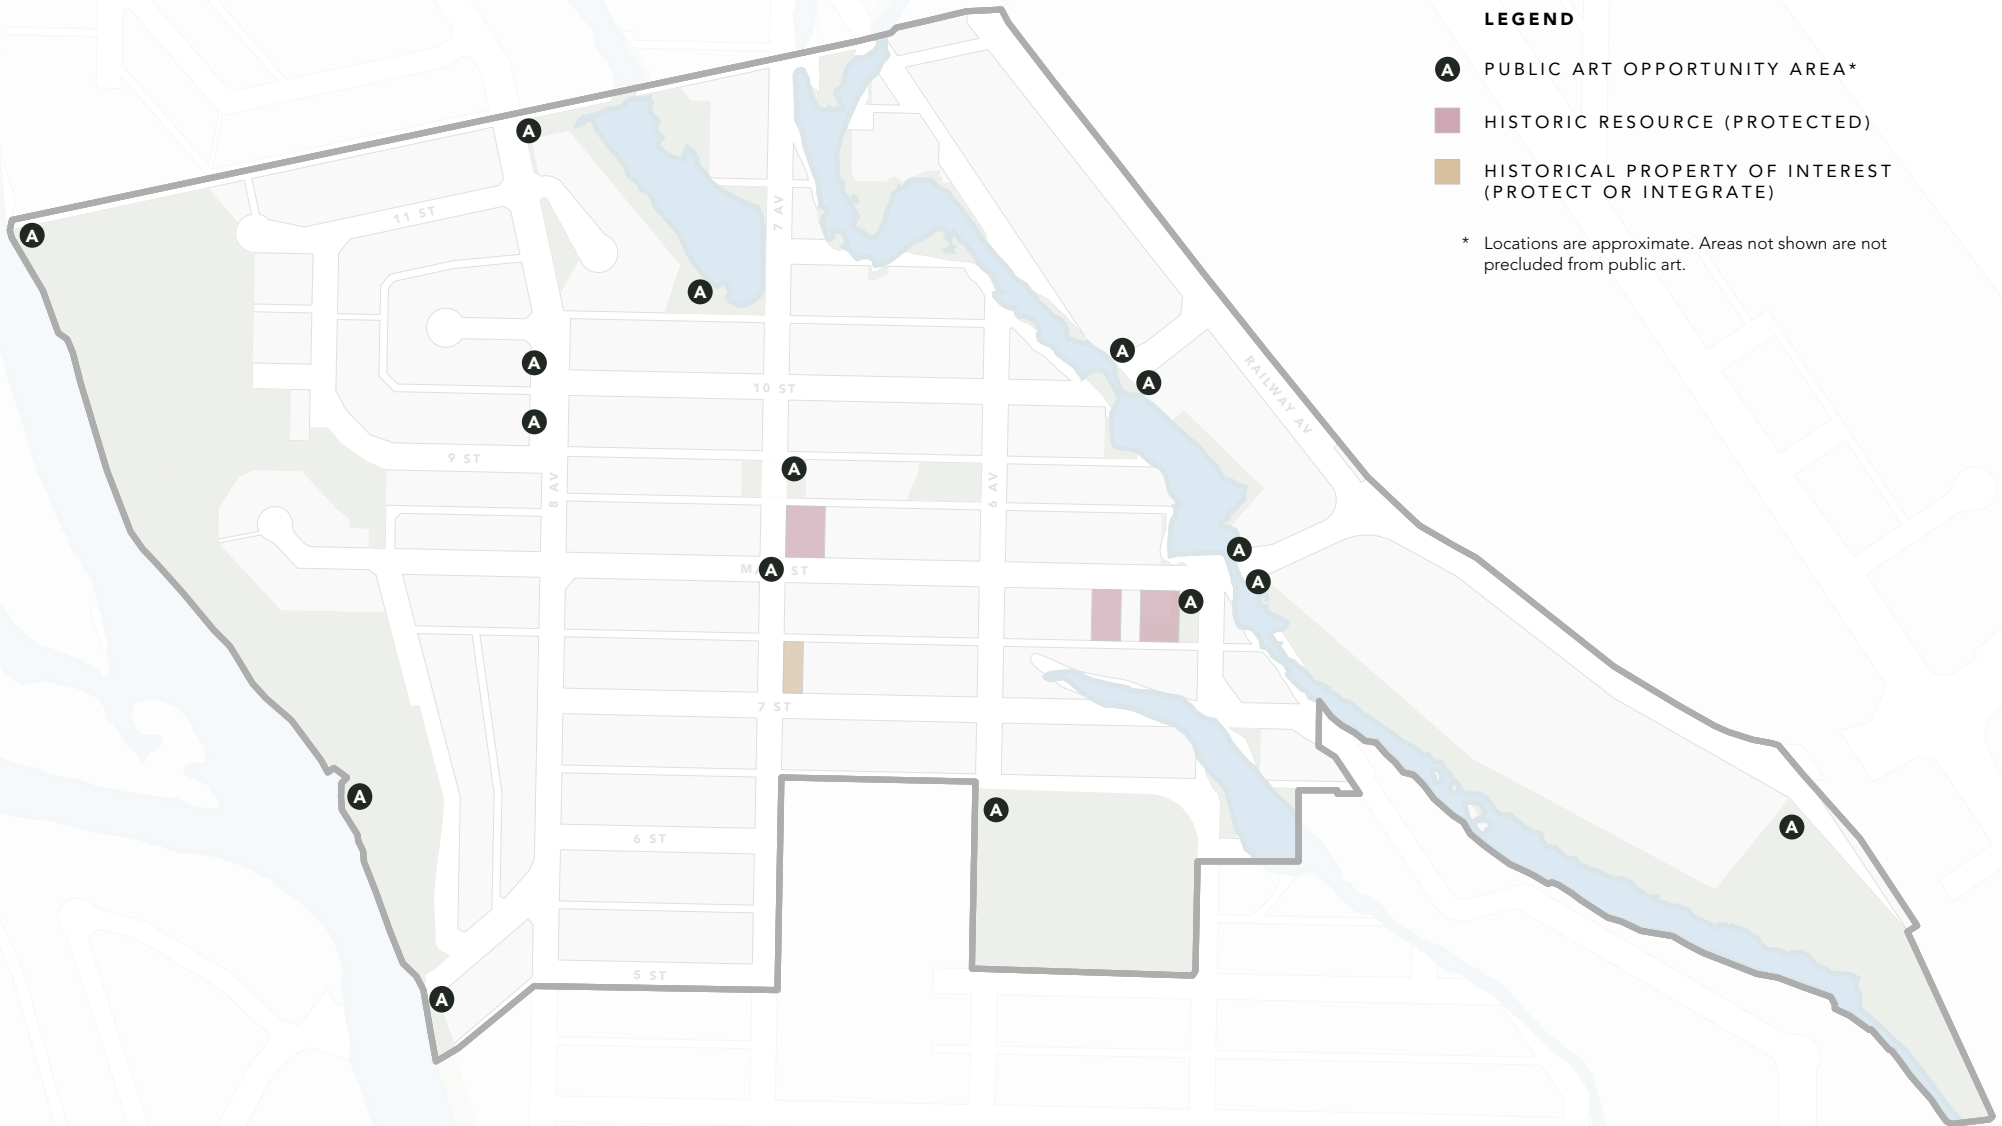 LEGEND
A PUBLIC ART OPPORTUNITY AREA*
HISTORIC RESOURCE (PROTECTED)
HISTORICAL PROPERTY OF INTEREST
(PROTECT OR INTEGRATE)
* Locations are approximate. Areas not shown are not
precluded from public art.
A
A
11 ST
7 AV
A
A
A
A
RAILWAY AV
A
10 ST
A
9 ST
A
8 AV
6 AV
A
A
ST
A
A
7 ST
A
A
A
6 ST
5 ST
A